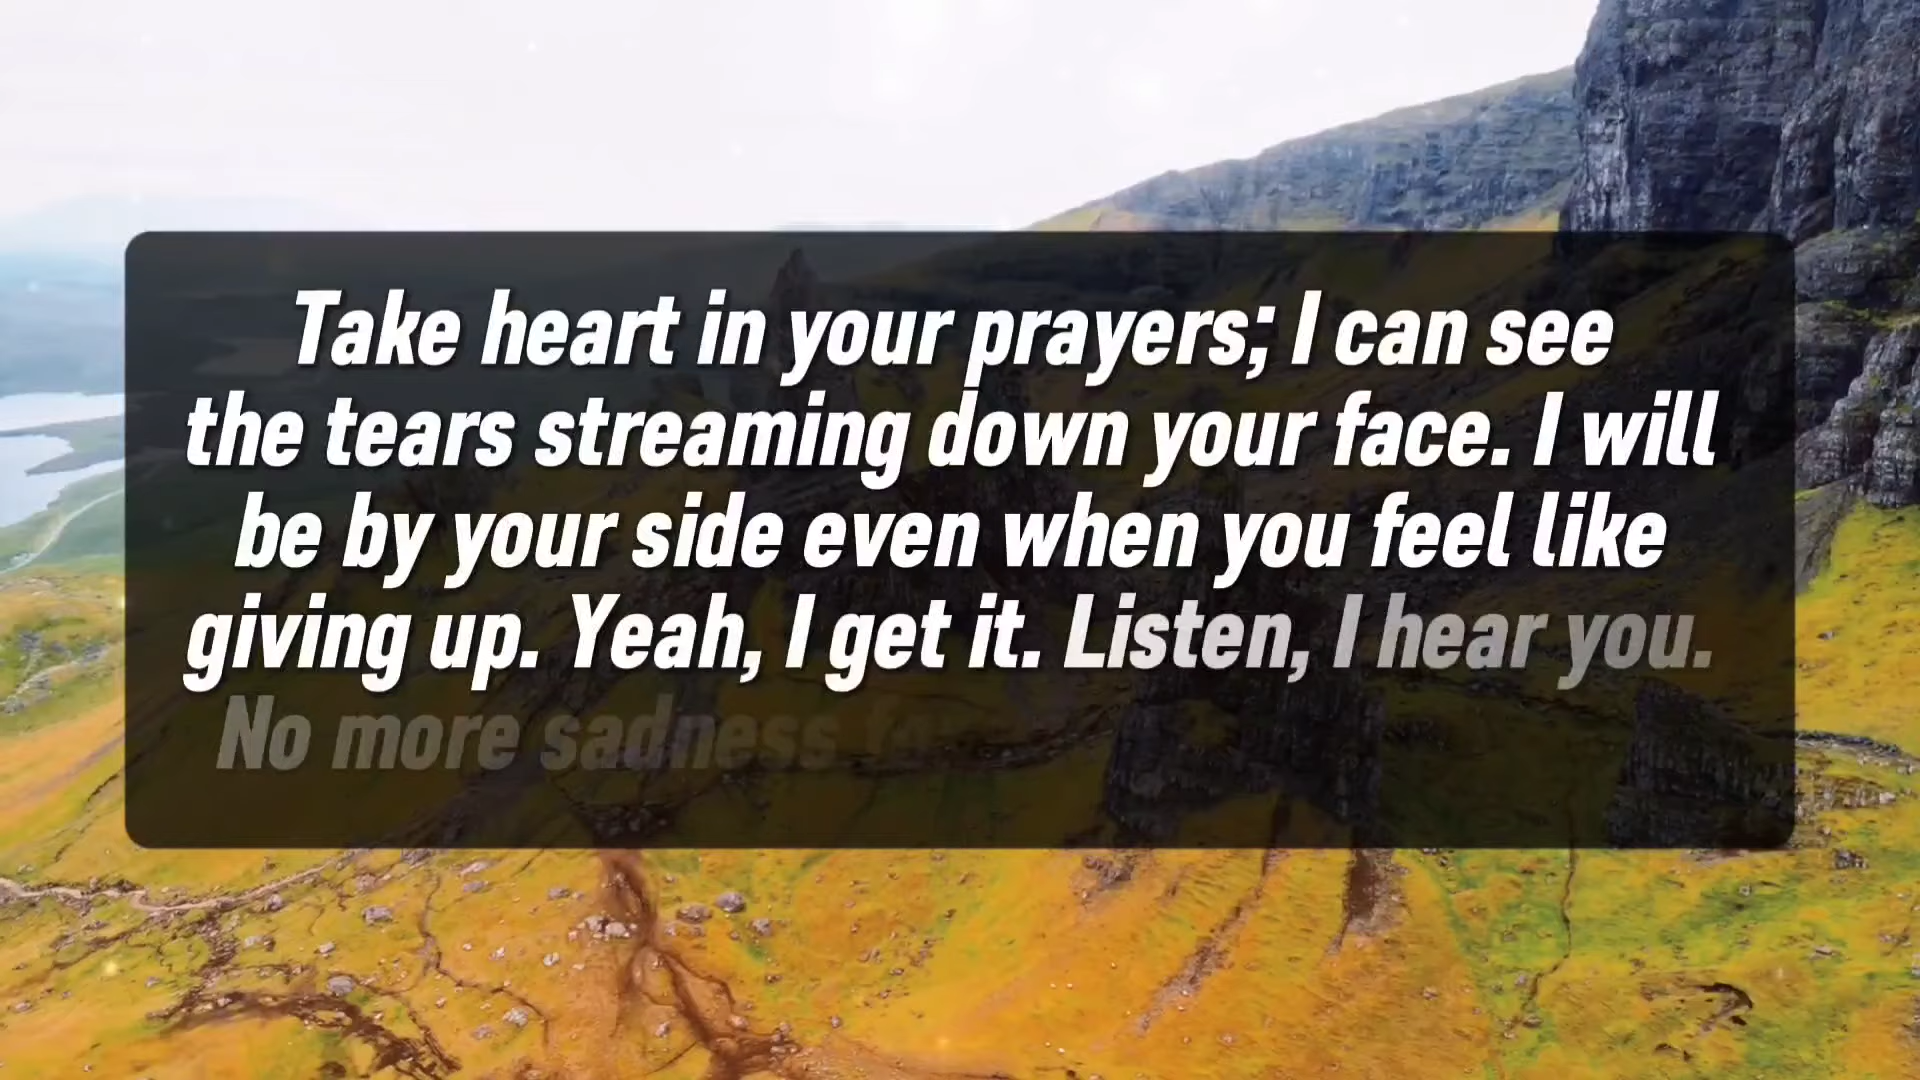 Take heart in your prayers; I can see
the tears streaming down your face. I will
be by your side even when you feel like
giving up. Yeah, I get it. Listen, I hear you.
No more sadness